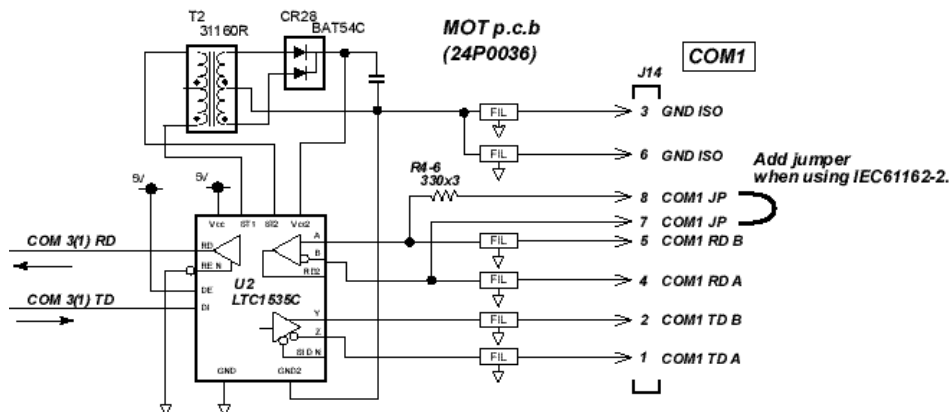 T2
31160R
CR28
BAT54C
MOT p.c.b
(24P0036)
COM1
J14
FIL
3 GND ISO
FIL
6 GND ISO
Add jumper
when using IEC61162-2.
R4-6
330x3
8 COM1 JP
7 COM1 JP
5V
5V
Vcc
ST1
ST2
Vcc2
COM 3(1) RD
RD
A
B
FIL
5 COM1 RD B
REN
RD2
U2
LTC1535C
FIL
4 COM1 RD A
DE
COM 3(1) TD
DI
Y
FIL
2 COM1 TD B
Z
SIDN
FIL
1 COM1 TD A
GND
GND2